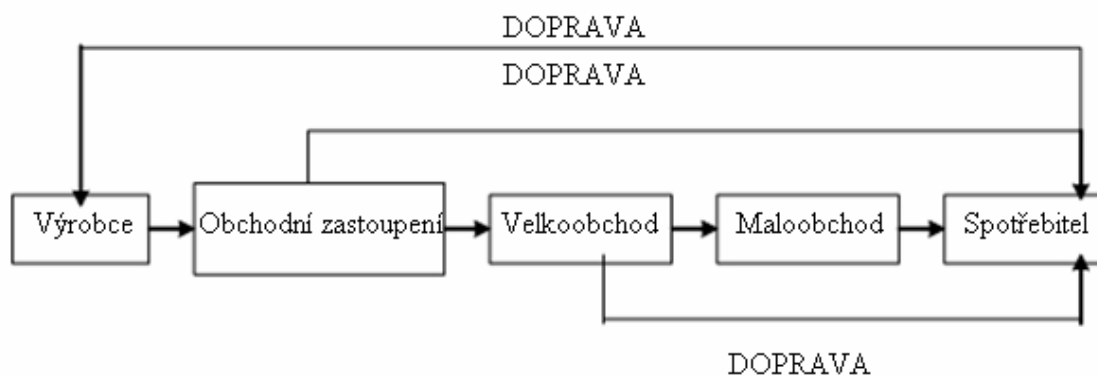 DOPRAVA
DOPRAVA
Výrobce
Obchodní zastoupení
Velkoobchod
Maloobchod
Spotřebitel
DOPRAVA